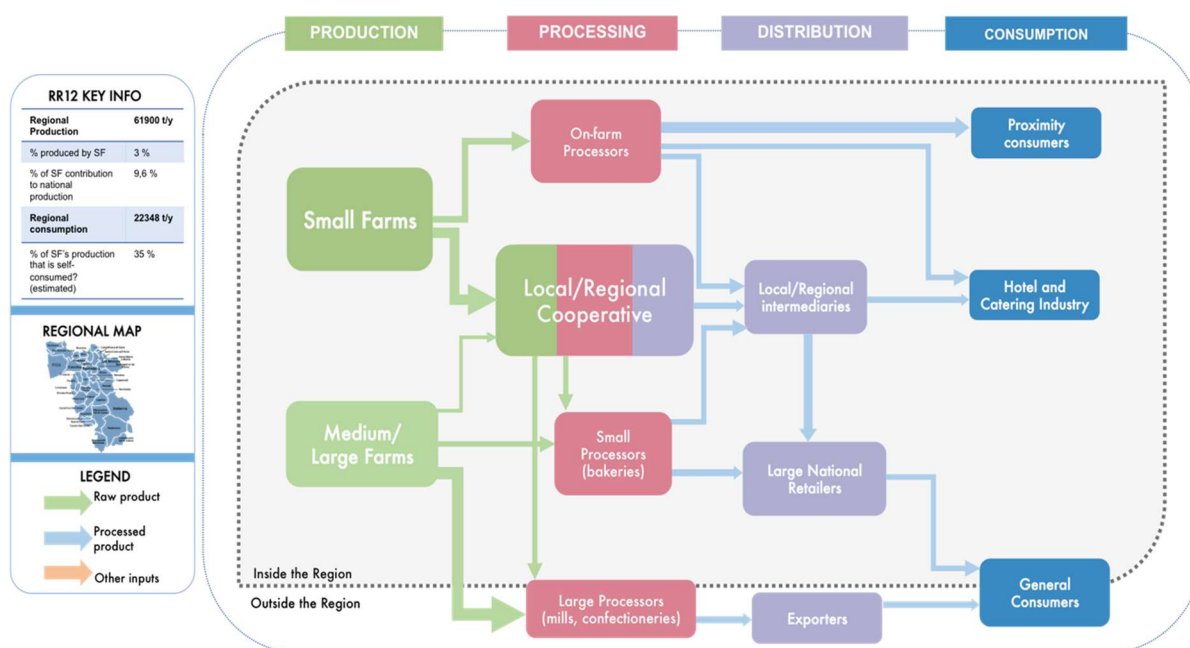 PRODUCTION
PROCESSING
DISTRIBUTION
CONSUMPTION
RR12 KEY INFO
Regional
Production
61900 t/y
% produced by SF
3 %
% of SF contribution
to national
production
9,6 %
Regional
consumption
22348 t/y
% of SF's production
that is self-
consumed?
(estimated)
35 %
REGIONAL MAP
LEGEND
Raw product
Processed
product
Other inputs
Small Farms
Medium/
Large Farms
On-farm
Processors
Local/Regional
Cooperative
Small
Processors
(bakeries)
Large Processors
(mills, confectioneries)
Local/Regional
intermediaries
Large National
Retailers
Exporters
Proximity
consumers
Hotel and
Catering Industry
General
Consumers
Inside the Region
Outside the Region